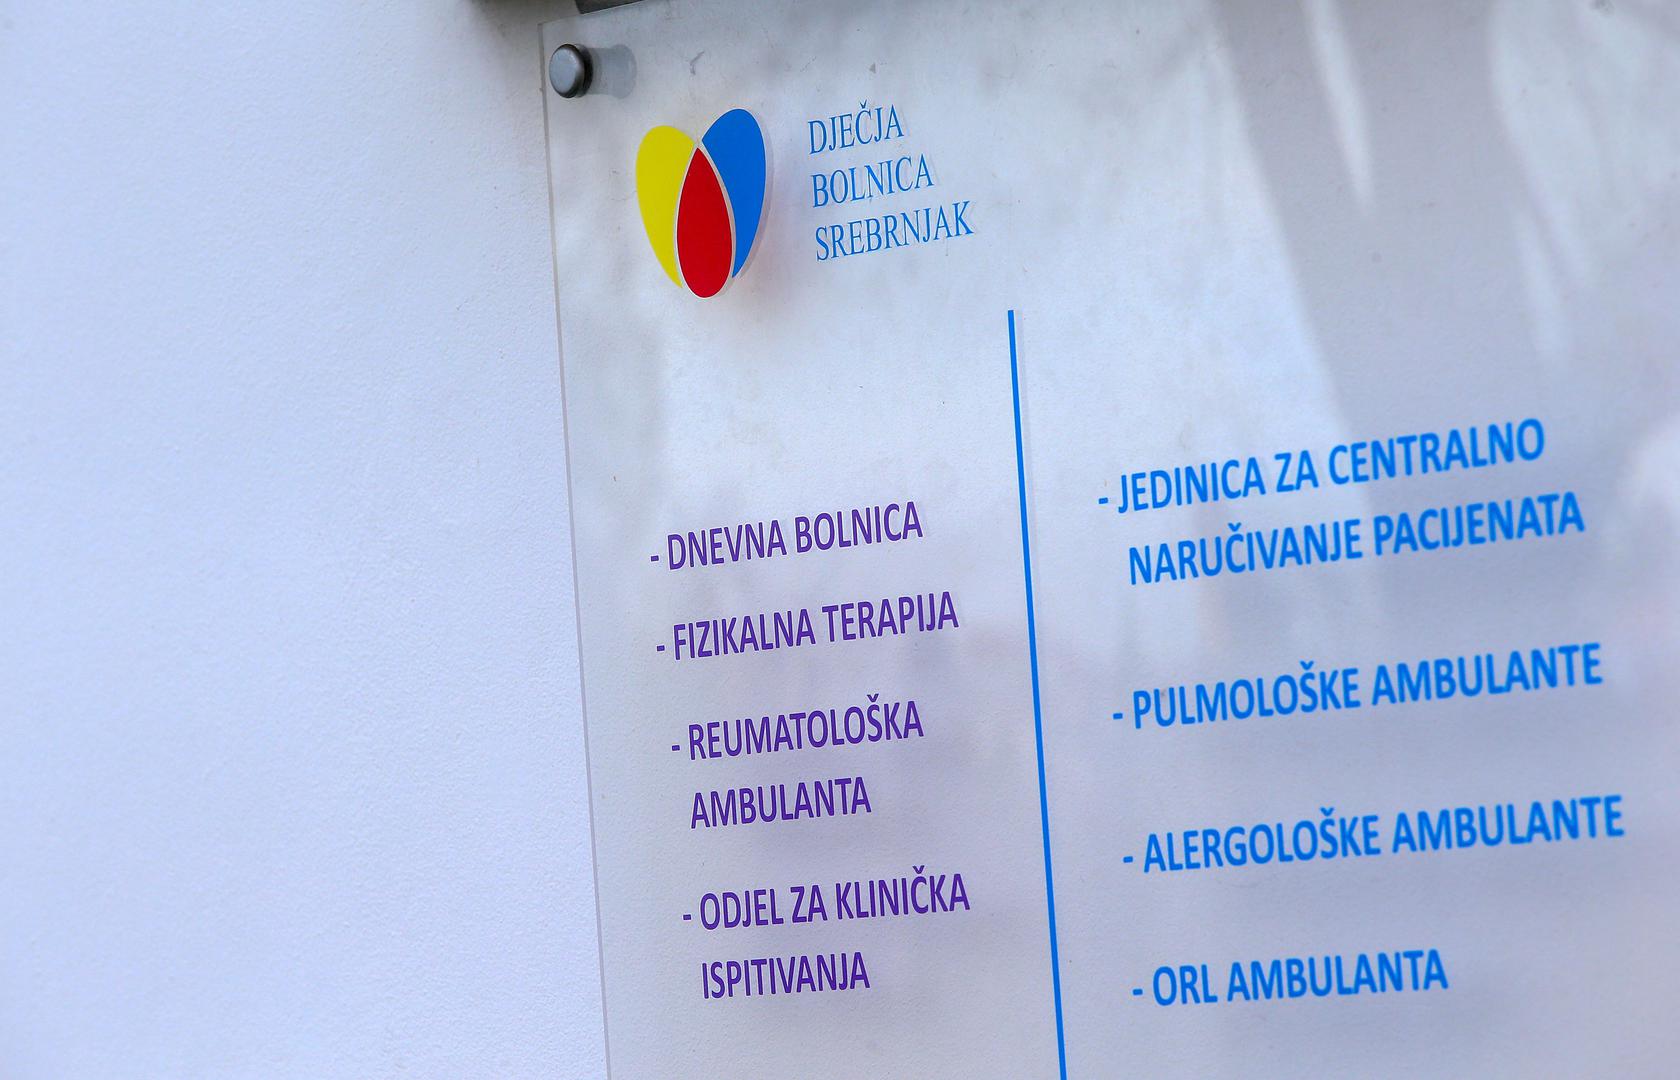 DJEČJA
BOLNICA
SREBRNJAK
- DNEVNA BOLNICA
- FIZIKALNA TERAPIJA
- REUMATOLOŠKA
AMBULANTA
- ODJEL ZA KLINIČKA
ISPITIVANJA
- JEDINICA ZA CENTRALNO
NARUČIVANJE PACIJENATA
- PULMOLOŠKE AMBULANTE
- ALERGOLOŠKE AMBULANTE
- ORL AMBULANTA